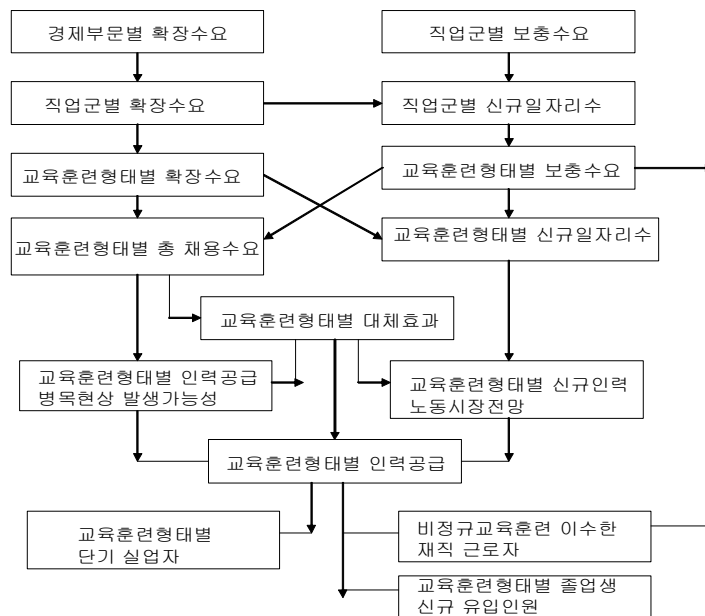 경제부문별 확장수요
직업군별 보충수요
직업군별 확장수요
직업군별 신규일자리수
교육훈련형태별 확장수요
교육훈련형태별 보충수요
교육훈련형태별 총 채용수요
교육훈련형태별 신규일자리수
교육훈련형태별 대체효과
교육훈련형태별 인력공급
병목현상 발생가능성
교육훈련형태별 신규인력
노동시장전망
교육훈련형태별 인력공급
교육훈련형태별
단기 실업자
비정규교육훈련 이수한
재직 근로자
교육훈련형태별 졸업생
신규 유입인원